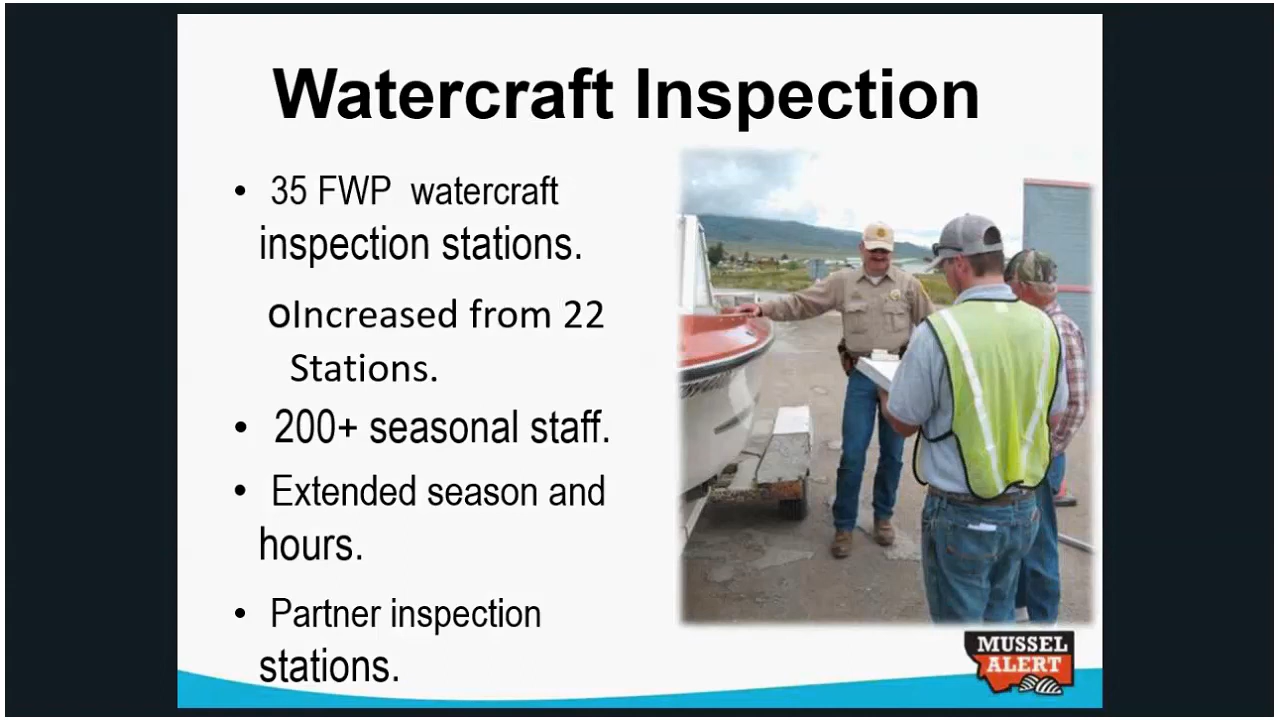 Watercraft Inspection
• 35 FWP watercraft
inspection stations.
oIncreased from 22
Stations.
• 200+ seasonal staff.
• Extended season and
hours.
• Partner inspection
stations.
MUSSEL
ALERT